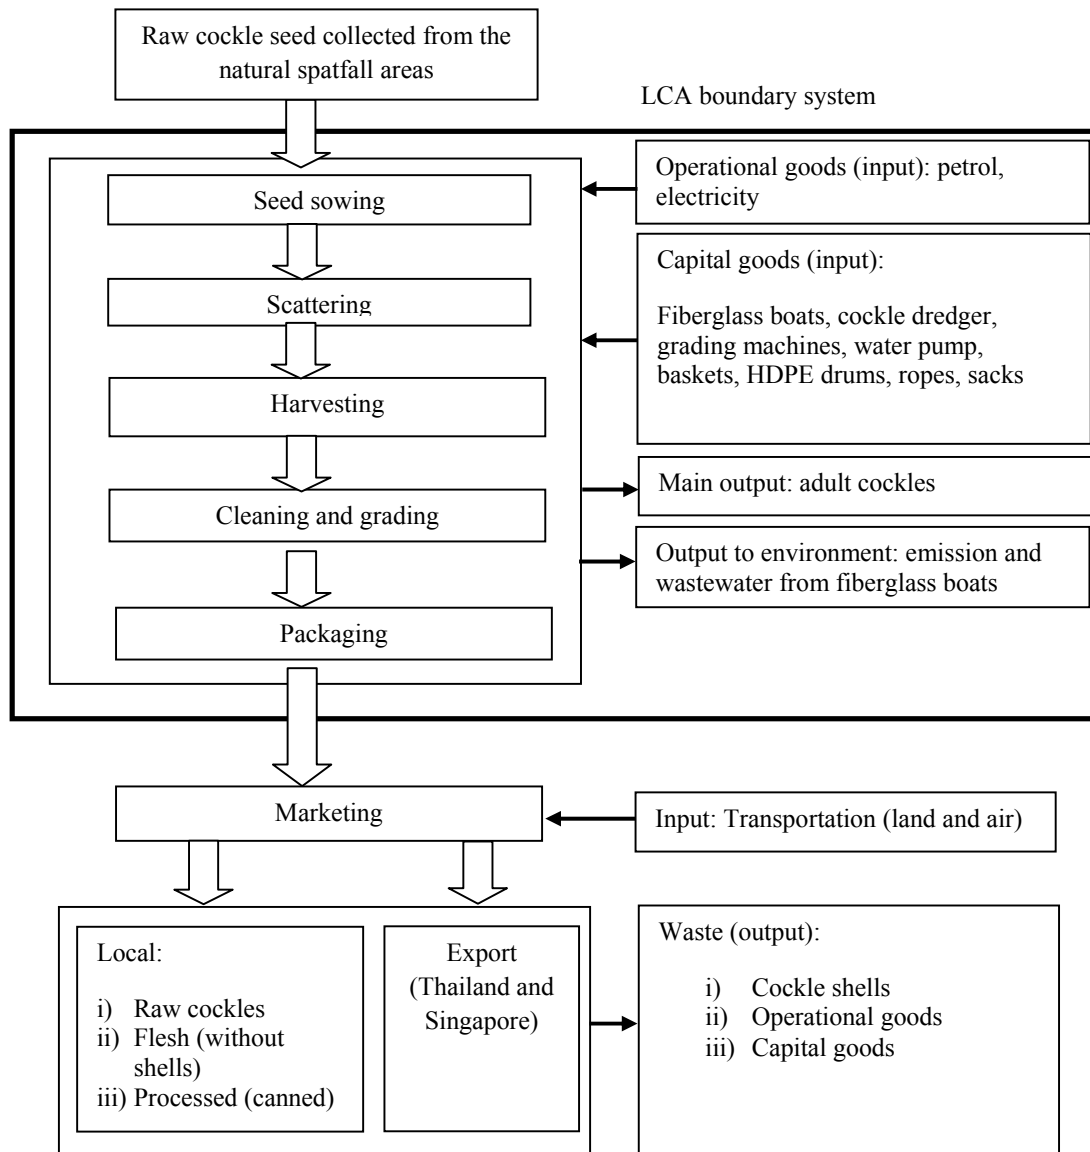 Raw cockle seed collected from the
natural spatfall areas
LCA boundary system
Seed sowing
Operational goods (input): petrol,
electricity
Scattering
Capital goods (input):
Fiberglass boats, cockle dredger,
grading machines, water pump,
baskets, HDPE drums, ropes, sacks
Harvesting
Cleaning and grading
Main output: adult cockles
Output to environment: emission and
wastewater from fiberglass boats
Packaging
Marketing
Input: Transportation (land and air)
Local:
i) Raw cockles
ii) Flesh (without
shells)
iii) Processed (canned)
Export
(Thailand and
Singapore)
Waste (output):
i) Cockle shells
ii) Operational goods
iii) Capital goods